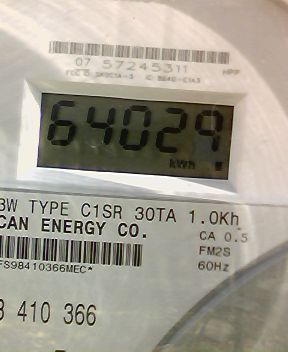 07 57245311 HPP
64029
kWh
3W TYPE C1SR 30TA 1.0Kh
CAN ENERGY CO.
CA 0.5
FM2S
FS98410366MEC*
60Hz
410 366